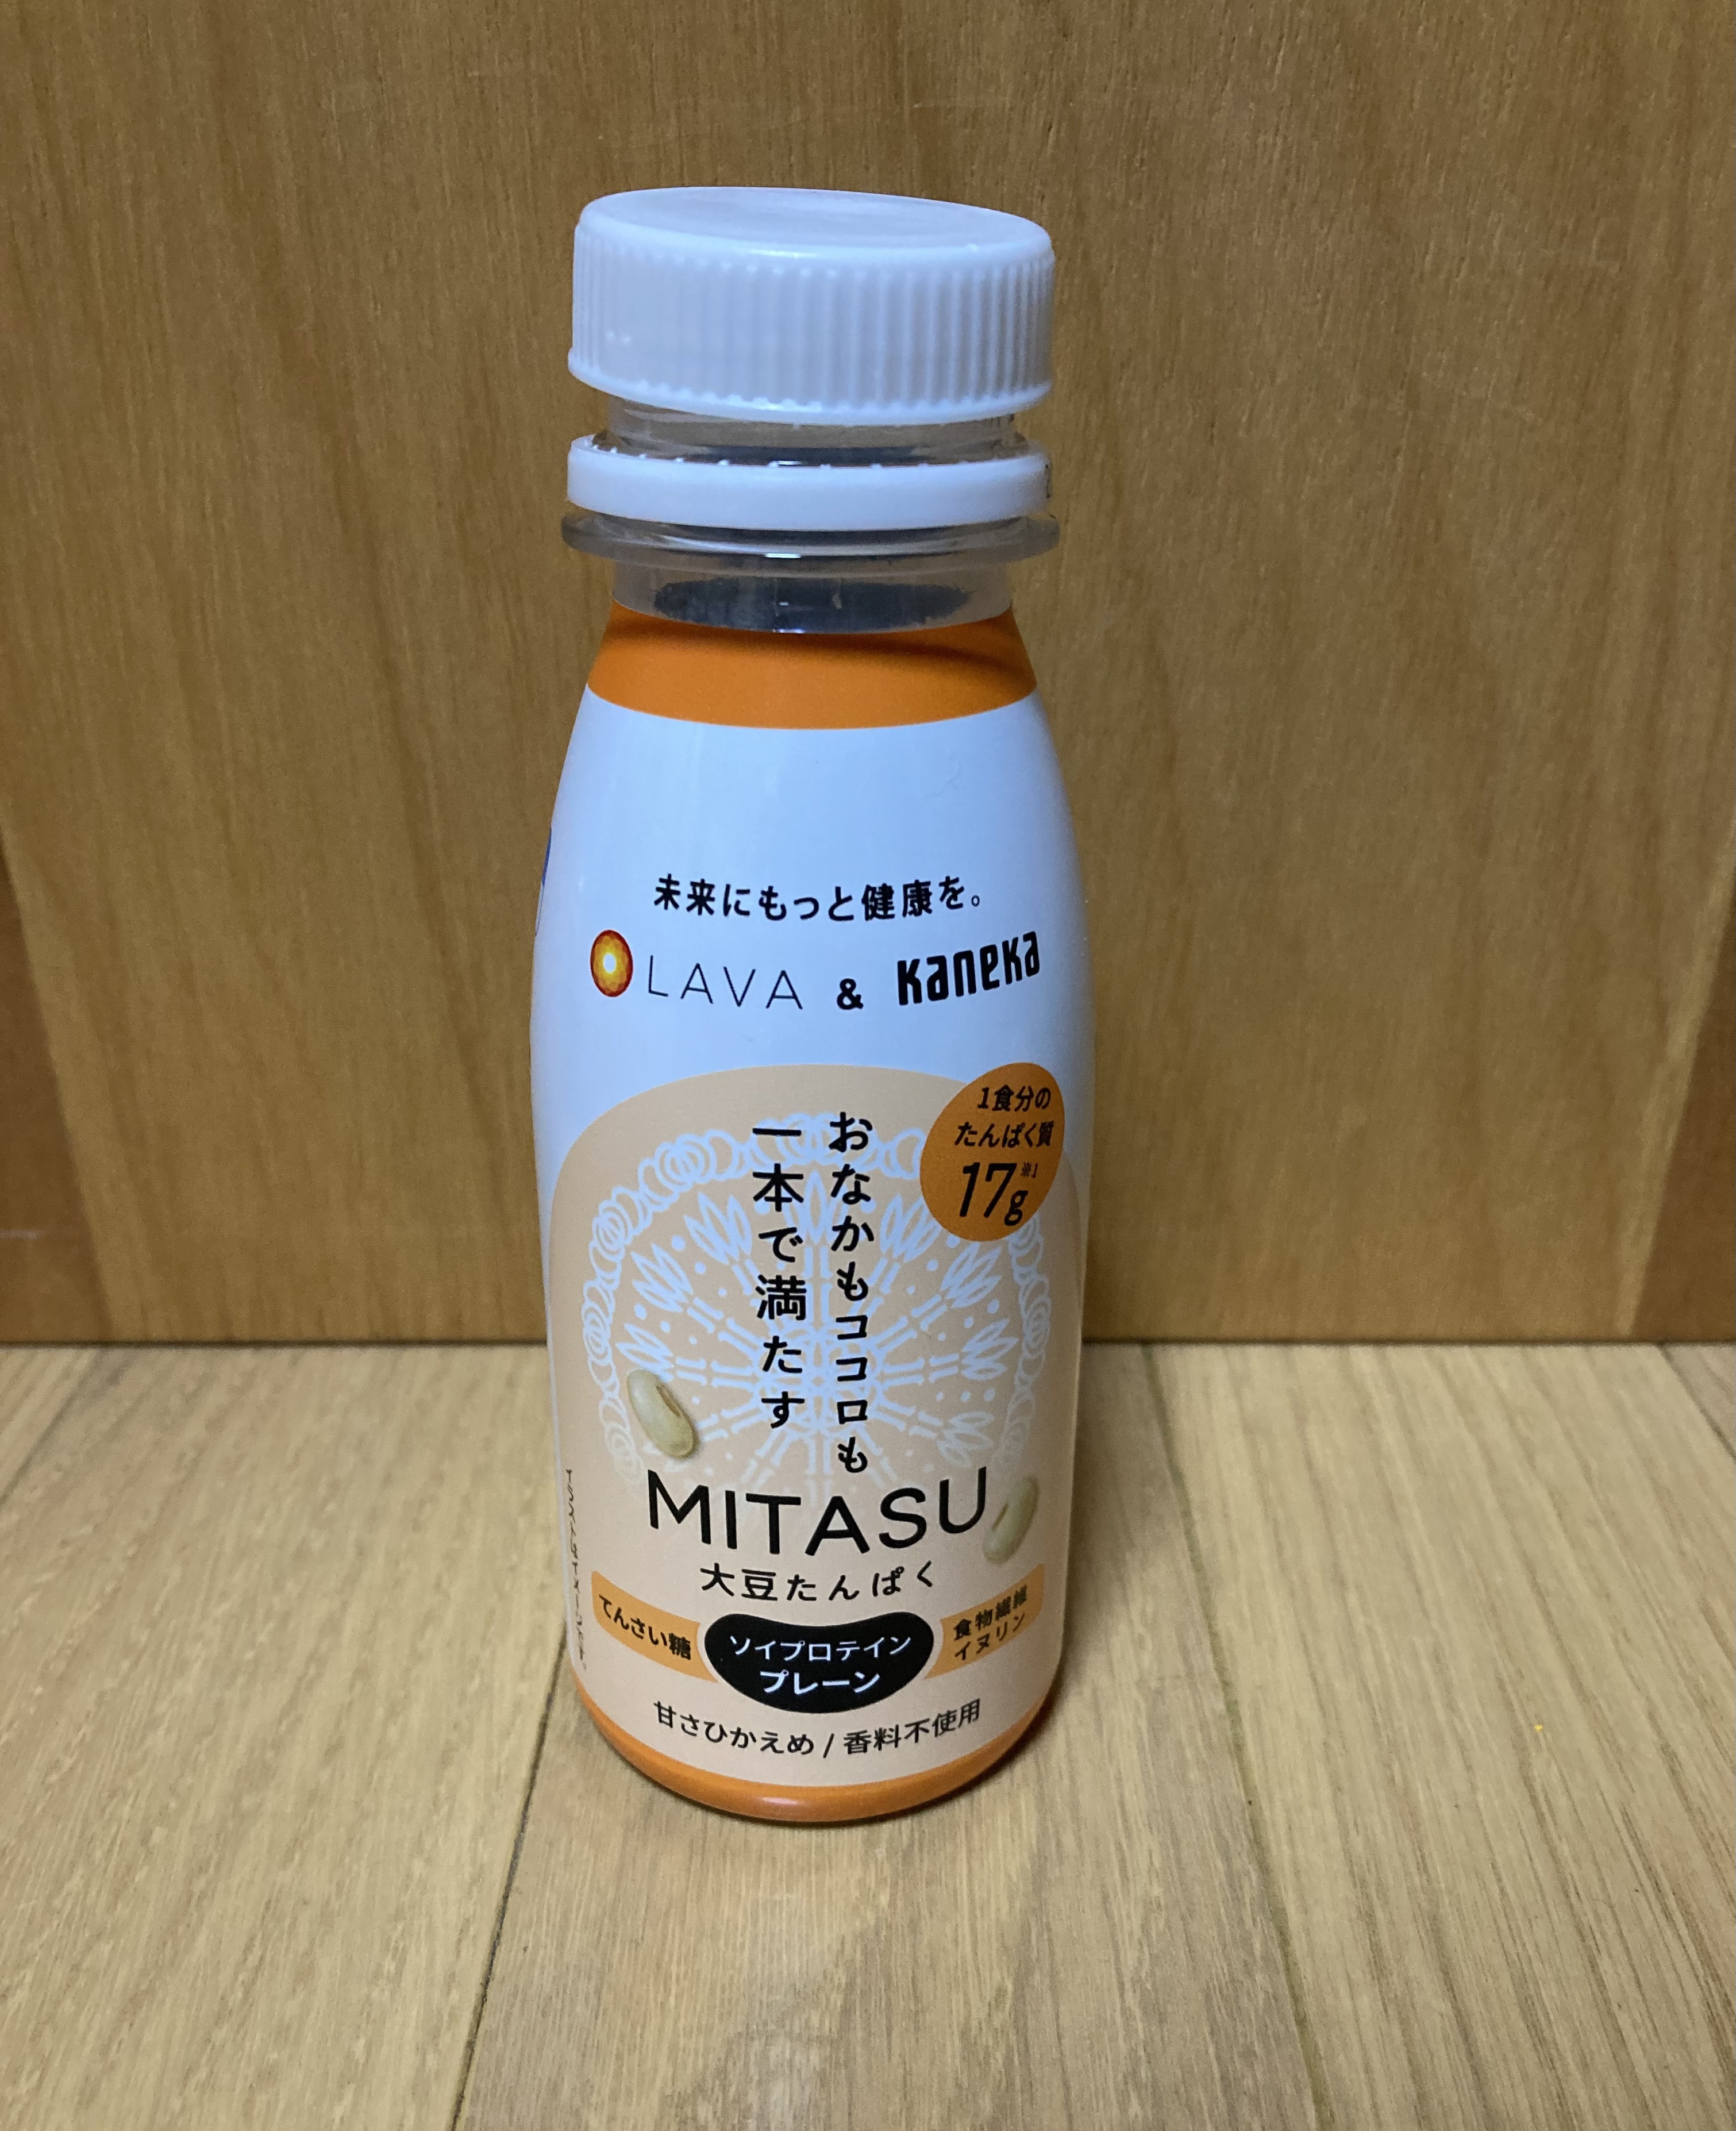 未来にもっと健康を。
LAVA & Kaneka
1食分の
たんぱく質
17g※1
おなかもココロも
一本で満たす
MITASU
大豆たんぱく
てんさい糖
ソイプロテイン
プレーン
食物繊維
イヌリン
甘さひかえめ / 香料不使用